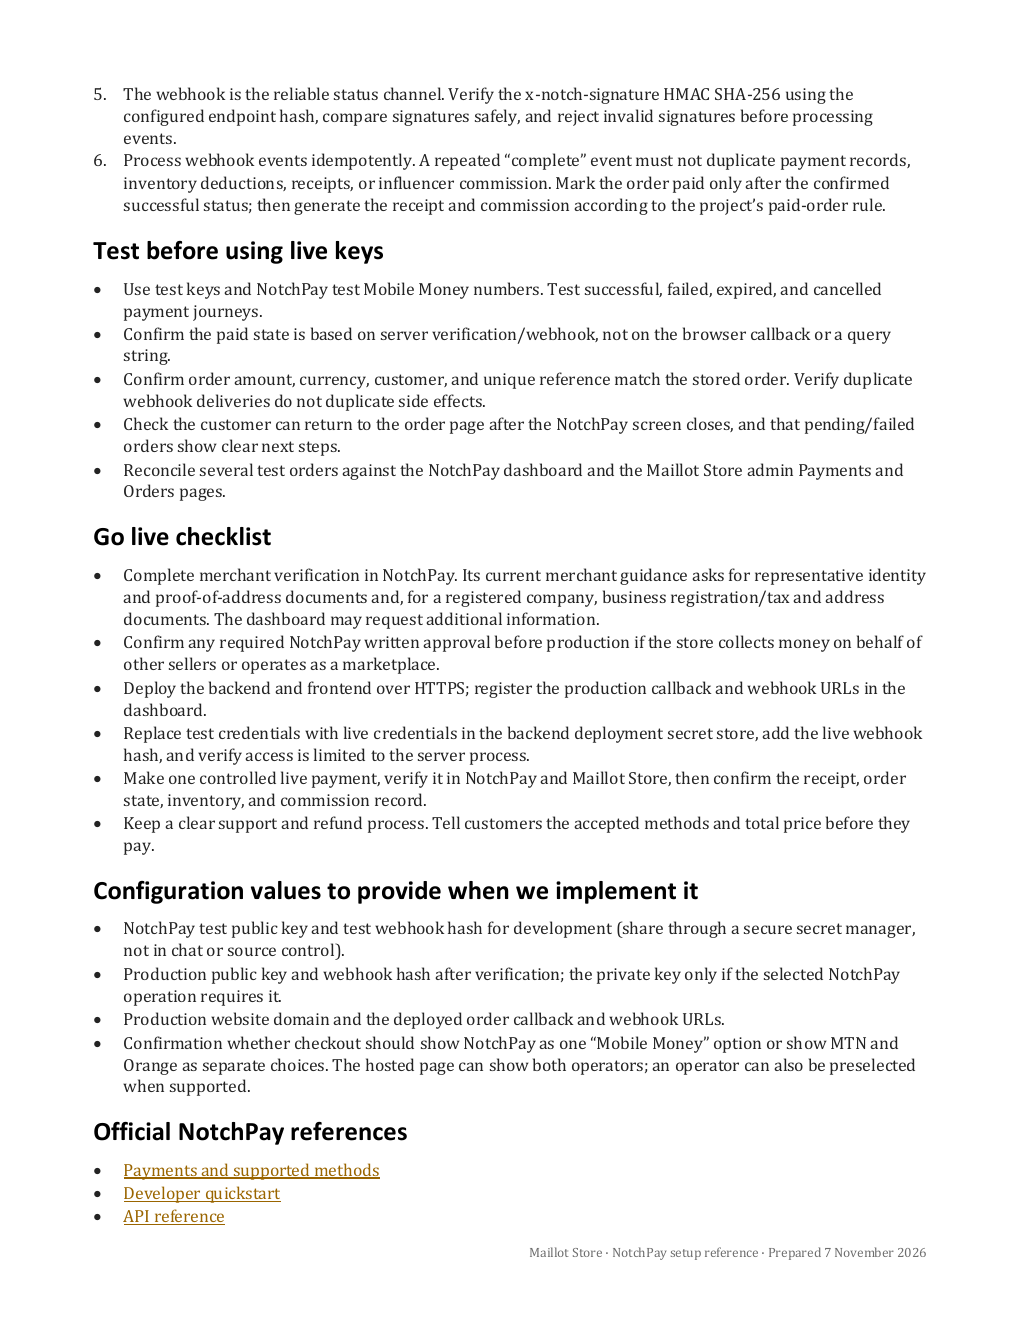 5. The webhook is the reliable status channel. Verify the x-notch-signature HMAC SHA-256 using the
configured endpoint hash, compare signatures safely, and reject invalid signatures before processing
events.
6. Process webhook events idempotently. A repeated “complete” event must not duplicate payment records,
inventory deductions, receipts, or influencer commission. Mark the order paid only after the confirmed
successful status; then generate the receipt and commission according to the project’s paid-order rule.
Test before using live keys
• Use test keys and NotchPay test Mobile Money numbers. Test successful, failed, expired, and cancelled
payment journeys.
• Confirm the paid state is based on server verification/webhook, not on the browser callback or a query
string.
• Confirm order amount, currency, customer, and unique reference match the stored order. Verify duplicate
webhook deliveries do not duplicate side effects.
• Check the customer can return to the order page after the NotchPay screen closes, and that pending/failed
orders show clear next steps.
• Reconcile several test orders against the NotchPay dashboard and the Maillot Store admin Payments and
Orders pages.
Go live checklist
• Complete merchant verification in NotchPay. Its current merchant guidance asks for representative identity
and proof-of-address documents and, for a registered company, business registration/tax and address
documents. The dashboard may request additional information.
• Confirm any required NotchPay written approval before production if the store collects money on behalf of
other sellers or operates as a marketplace.
• Deploy the backend and frontend over HTTPS; register the production callback and webhook URLs in the
dashboard.
• Replace test credentials with live credentials in the backend deployment secret store, add the live webhook
hash, and verify access is limited to the server process.
• Make one controlled live payment, verify it in NotchPay and Maillot Store, then confirm the receipt, order
state, inventory, and commission record.
• Keep a clear support and refund process. Tell customers the accepted methods and total price before they
pay.
Configuration values to provide when we implement it
• NotchPay test public key and test webhook hash for development (share through a secure secret manager,
not in chat or source control).
• Production public key and webhook hash after verification; the private key only if the selected NotchPay
operation requires it.
• Production website domain and the deployed order callback and webhook URLs.
• Confirmation whether checkout should show NotchPay as one “Mobile Money” option or show MTN and
Orange as separate choices. The hosted page can show both operators; an operator can also be preselected
when supported.
Official NotchPay references
• Payments and supported methods
• Developer quickstart
• API reference
Maillot Store · NotchPay setup reference · Prepared 7 November 2026